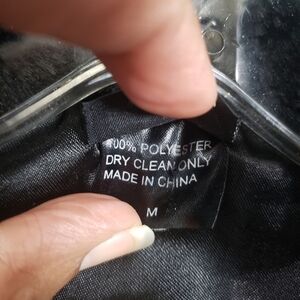 100% POLYESTER
DRY CLEAN ONLY
MADE IN CHINA
M